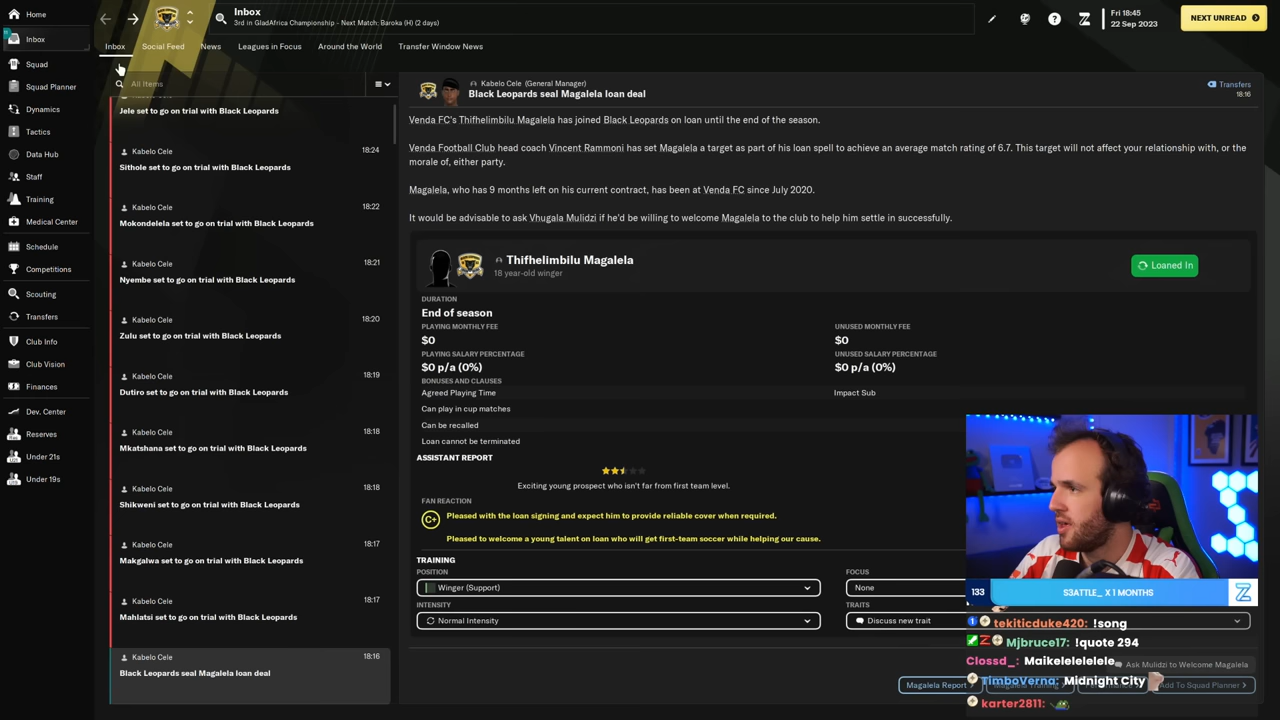 Home
Inbox
Squad
Squad Planner
Dynamics
Tactics
Data Hub
Staff
Training
Medical Center
Schedule
Competitions
Scouting
Transfers
Club Info
Club Vision
Finances
Dev. Center
Reserves
Under 21s
Under 19s
Inbox
3rd in GladAfrica Championship - Next Match: Baroka (H) (2 days)
Fri 18:45
22 Sep 2023
NEXT UNREAD
Inbox
Social Feed
News
Leagues in Focus
Around the World
Transfer Window News
All Items
Jele set to go on trial with Black Leopards
Kabelo Cele 18:24
Sithole set to go on trial with Black Leopards
Kabelo Cele 18:22
Mokondelela set to go on trial with Black Leopards
Kabelo Cele 18:21
Nyembe set to go on trial with Black Leopards
Kabelo Cele 18:20
Zulu set to go on trial with Black Leopards
Kabelo Cele 18:19
Dutiro set to go on trial with Black Leopards
Kabelo Cele 18:18
Mkatshana set to go on trial with Black Leopards
Kabelo Cele 18:18
Shikweni set to go on trial with Black Leopards
Kabelo Cele 18:17
Makgalwa set to go on trial with Black Leopards
Kabelo Cele 18:17
Mahlatsi set to go on trial with Black Leopards
Kabelo Cele 18:16
Black Leopards seal Magalela loan deal
Kabelo Cele (General Manager)
Black Leopards seal Magalela loan deal
Transfers
18:16
Venda FC's Thifhelimbilu Magalela has joined Black Leopards on loan until the end of the season.
Venda Football Club head coach Vincent Rammoni has set Magalela a target as part of his loan spell to achieve an average match rating of 6.7. This target will not affect your relationship with, or the
morale of, either party.
Magalela, who has 9 months left on his current contract, has been at Venda FC since July 2020.
It would be advisable to ask Vhugala Mulidzi if he'd be willing to welcome Magalela to the club to help him settle in successfully.
Thifhelimbilu Magalela
18 year-old winger
Loaned In
DURATION
End of season
PLAYING MONTHLY FEE
UNUSED MONTHLY FEE
$0
$0
PLAYING SALARY PERCENTAGE
UNUSED SALARY PERCENTAGE
$0 p/a (0%)
$0 p/a (0%)
BONUSES AND CLAUSES
Agreed Playing Time
Impact Sub
Can play in cup matches
Can be recalled
Loan cannot be terminated
ASSISTANT REPORT
Exciting young prospect who isn't far from first team level.
FAN REACTION
C+
Pleased with the loan signing and expect him to provide reliable cover when required.
Pleased to welcome a young talent on loan who will get first-team soccer while helping our cause.
TRAINING
POSITION
FOCUS
Winger (Support)
None
INTENSITY
TRAITS
Normal Intensity
Discuss new trait
133
S3ATTLE_ X 1 MONTHS
tekiticduke420: !song
Mjbruce17: !quote 294
Clossd_: Maikelelelelele
Ask Mulidzi to Welcome Magalela
TimboVerna: Midnight City
Magalela Report
Add To Squad Planner
karter2811: